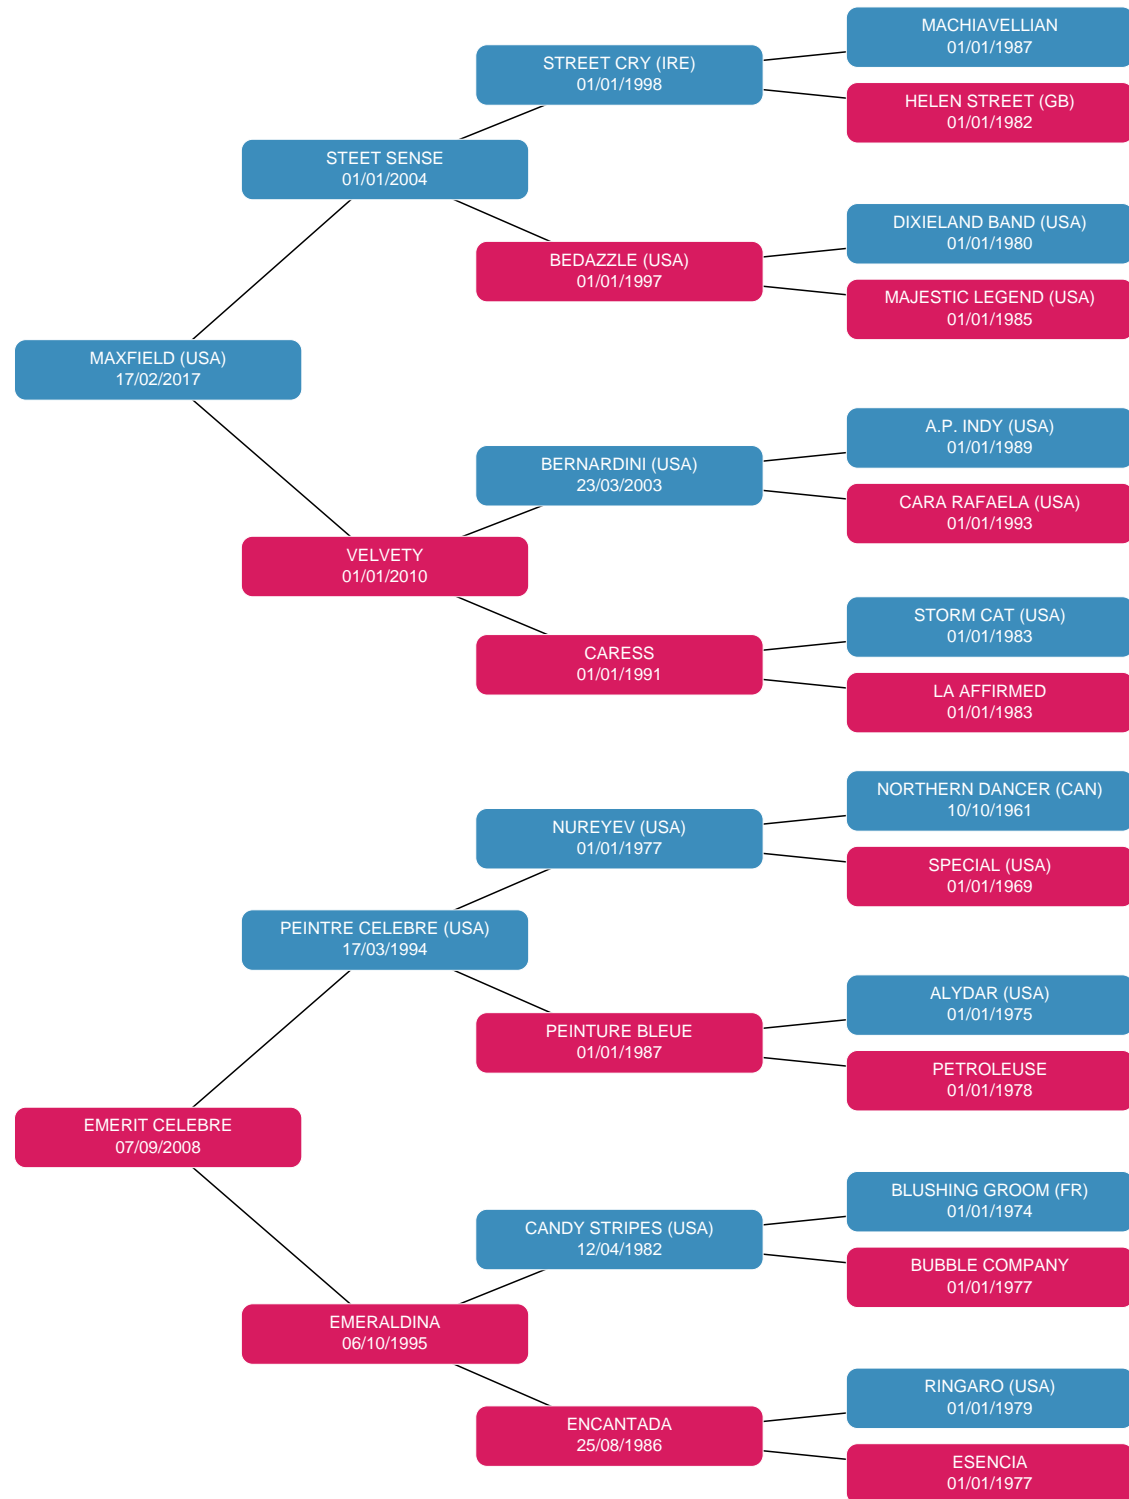 MACHIAVELLIAN
01/01/1987
STREET CRY (IRE)
01/01/1998
HELEN STREET (GB)
01/01/1982
STEET SENSE
01/01/2004
DIXIELAND BAND (USA)
01/01/1980
BEDAZZLE (USA)
01/01/1997
MAJESTIC LEGEND (USA)
01/01/1985
MAXFIELD (USA)
17/02/2017
A.P. INDY (USA)
01/01/1989
BERNARDINI (USA)
23/03/2003
CARA RAFAELA (USA)
01/01/1993
VELVETY
01/01/2010
STORM CAT (USA)
01/01/1983
CARESS
01/01/1991
LA AFFIRMED
01/01/1983
NORTHERN DANCER (CAN)
10/10/1961
NUREYEV (USA)
01/01/1977
SPECIAL (USA)
01/01/1969
PEINTRE CELEBRE (USA)
17/03/1994
ALYDAR (USA)
01/01/1975
PEINTURE BLEUE
01/01/1987
PETROLEUSE
01/01/1978
EMERIT CELEBRE
07/09/2008
BLUSHING GROOM (FR)
01/01/1974
CANDY STRIPES (USA)
12/04/1982
BUBBLE COMPANY
01/01/1977
EMERALDINA
06/10/1995
RINGARO (USA)
01/01/1979
ENCANTADA
25/08/1986
ESENCIA
01/01/1977